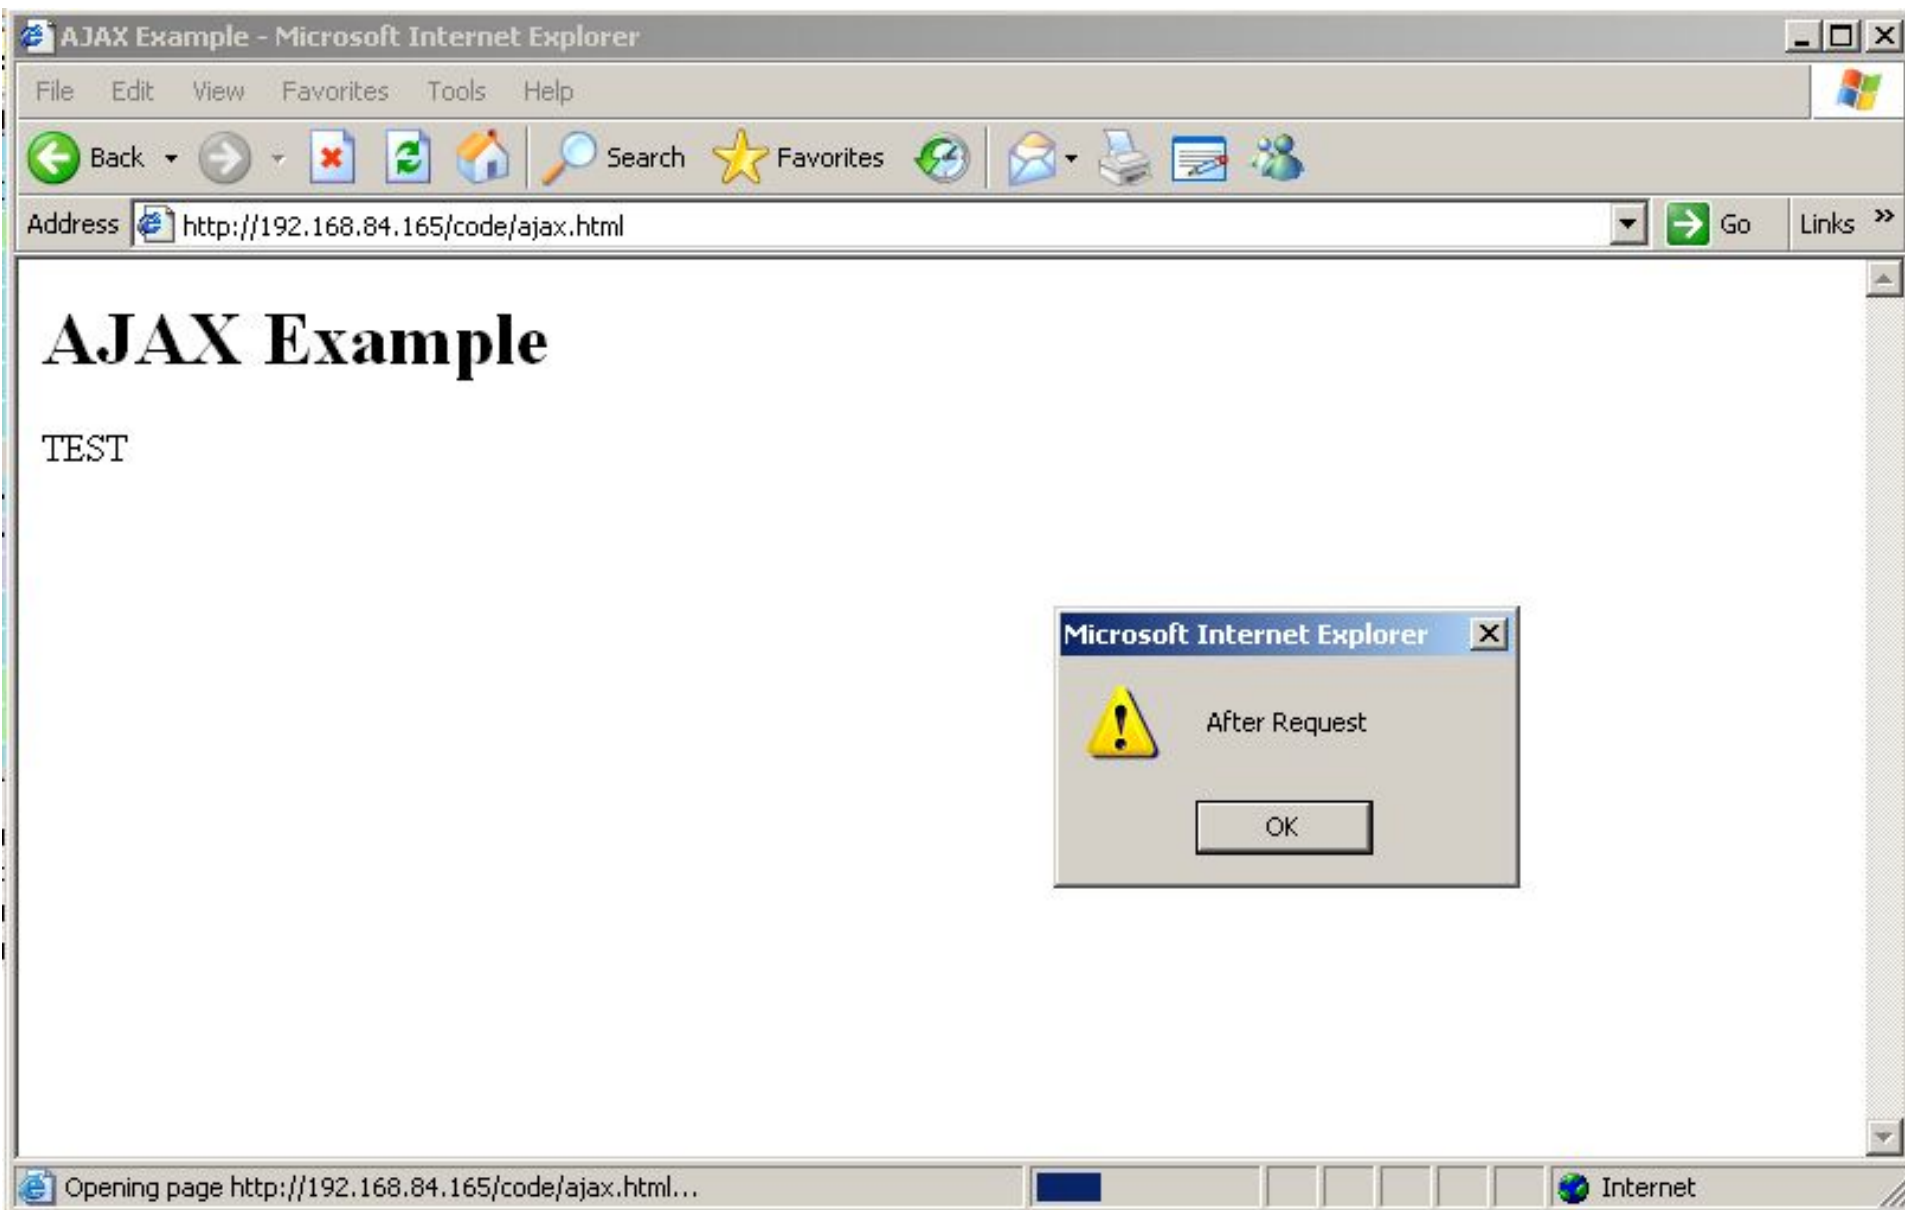 AJAX Example - Microsoft Internet Explorer
File Edit View Favorites Tools Help
Back Search Favorites
Address http://192.168.84.165/code/ajax.html Go Links »
AJAX Example
TEST
Microsoft Internet Explorer
After Request
OK
Opening page http://192.168.84.165/code/ajax.html... Internet